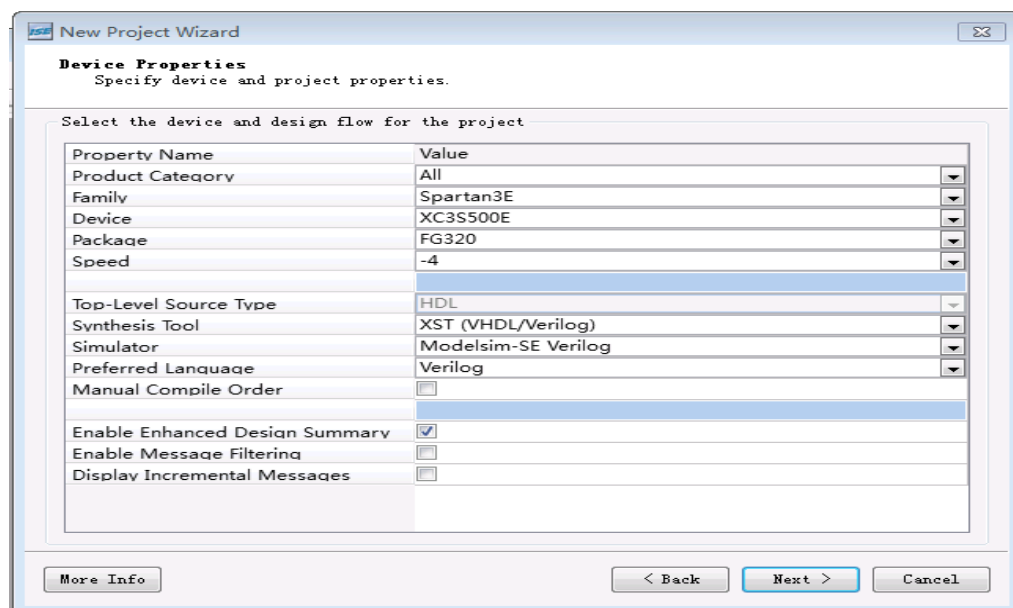 ISE New Project Wizard
Device Properties
Specify device and project properties.
Select the device and design flow for the project
Property Name Value
Product Category All
Family Spartan3E
Device XC3S500E
Package FG320
Speed -4
Top-Level Source Type HDL
Synthesis Tool XST (VHDL/Verilog)
Simulator Modelsim-SE Verilog
Preferred Language Verilog
Manual Compile Order
Enable Enhanced Design Summary
Enable Message Filtering
Display Incremental Messages
More Info < Back Next > Cancel